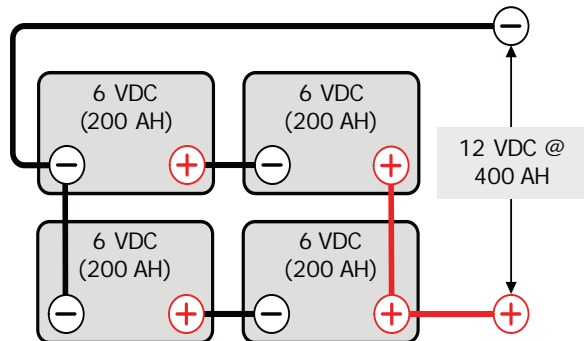 −
6 VDC
(200 AH)
− +
6 VDC
(200 AH)
− +
12 VDC @
400 AH
6 VDC
(200 AH)
− +
6 VDC
(200 AH)
− +
+